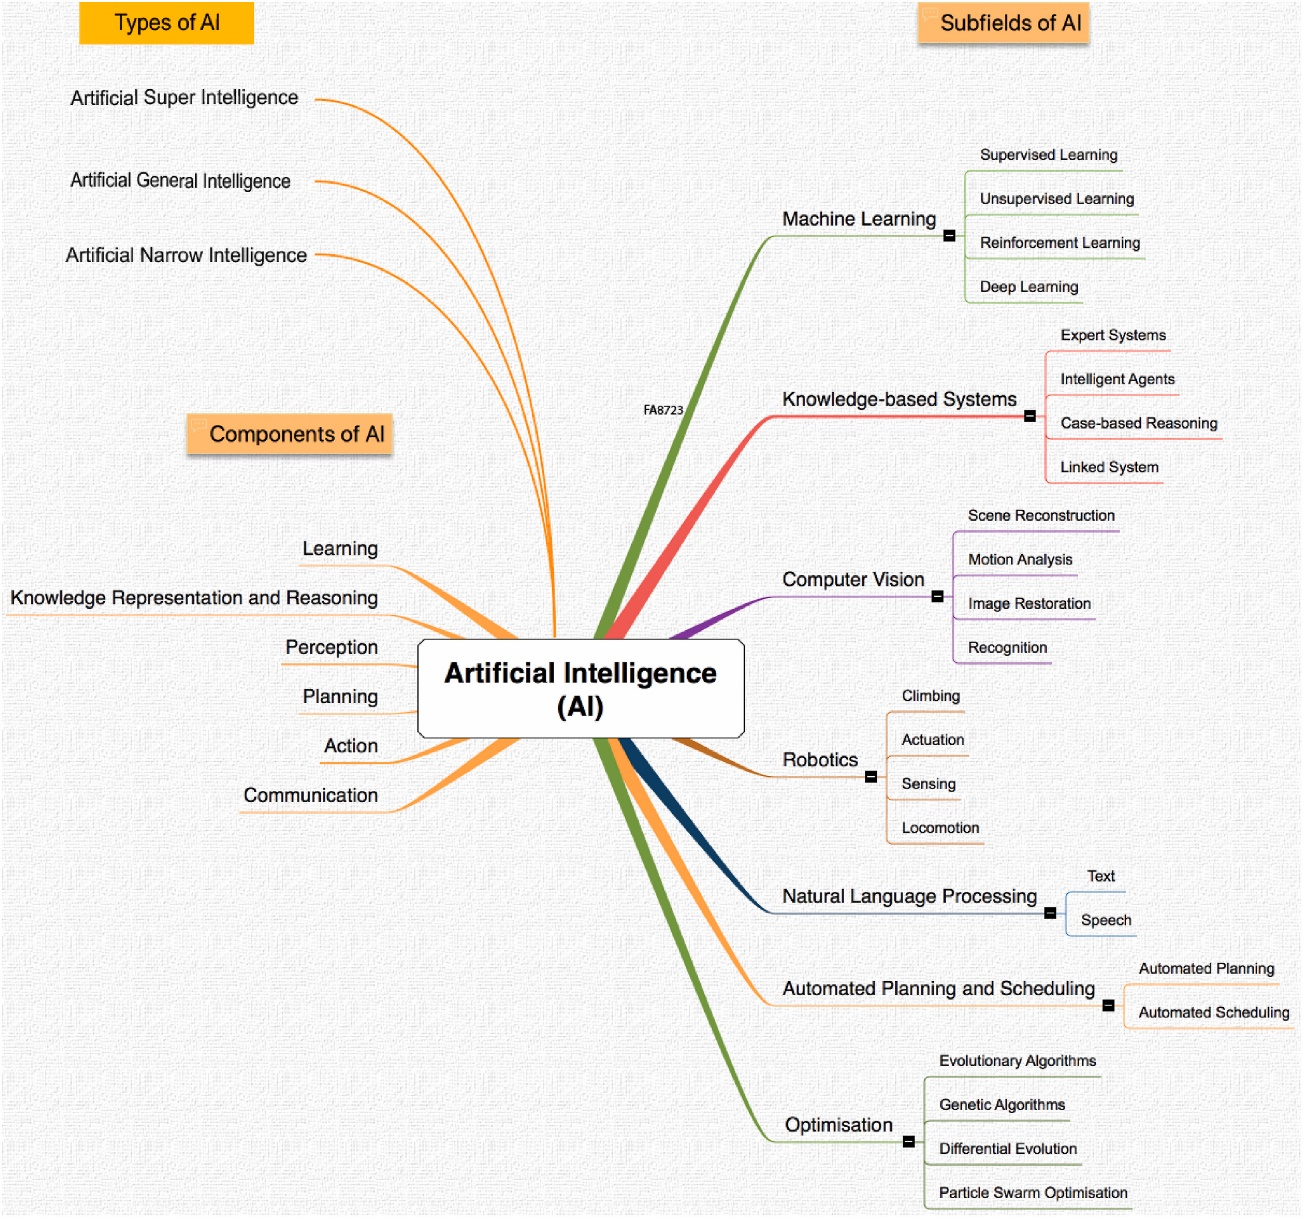 Types of AI
Artificial Super Intelligence
Artificial General Intelligence
Artificial Narrow Intelligence
Components of AI
Learning
Knowledge Representation and Reasoning
Perception
Planning
Action
Communication
Artificial Intelligence
(AI)
Subfields of AI
FA8723
Machine Learning
Supervised Learning
Unsupervised Learning
Reinforcement Learning
Deep Learning
Knowledge-based Systems
Expert Systems
Intelligent Agents
Case-based Reasoning
Linked System
Computer Vision
Scene Reconstruction
Motion Analysis
Image Restoration
Recognition
Robotics
Climbing
Actuation
Sensing
Locomotion
Natural Language Processing
Text
Speech
Automated Planning and Scheduling
Automated Planning
Automated Scheduling
Optimisation
Evolutionary Algorithms
Genetic Algorithms
Differential Evolution
Particle Swarm Optimisation